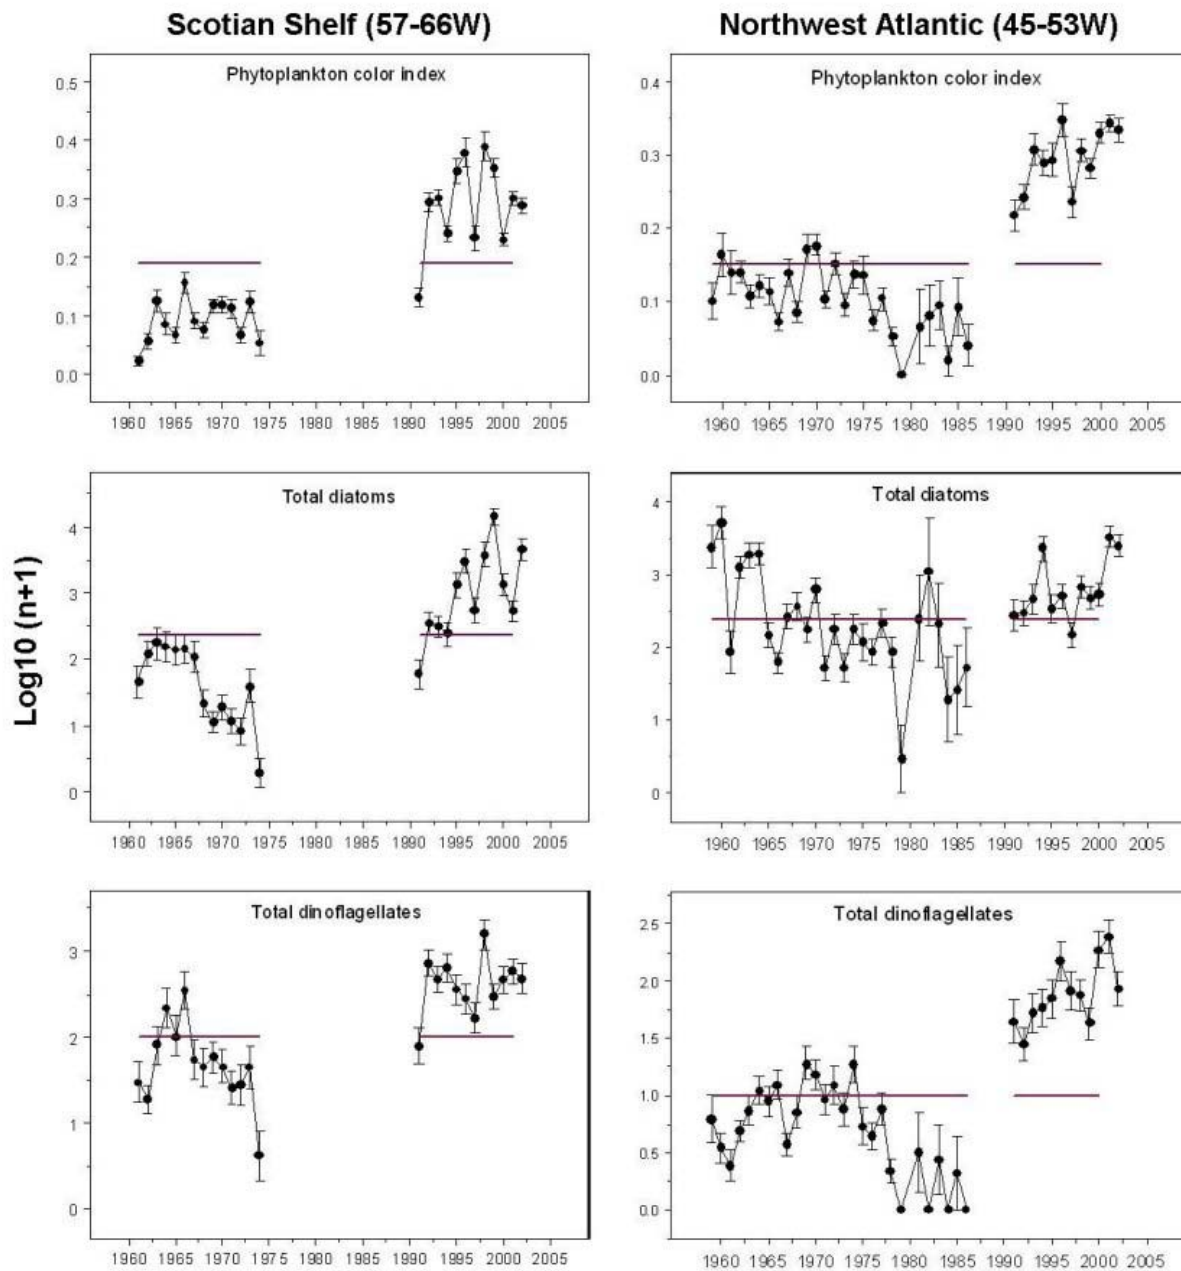 Scotian Shelf (57-66W)
Northwest Atlantic (45-53W)
Phytoplankton color index
0.5
0.4
0.3
0.2
0.1
0.0
1960 1965 1970 1975 1980 1985 1990 1995 2000 2005
Phytoplankton color index
0.4
0.3
0.2
0.1
0.0
1960 1965 1970 1975 1980 1985 1990 1995 2000 2005
Log10 (n+1)
Total diatoms
4
3
2
1
0
1960 1965 1970 1975 1980 1985 1990 1995 2000 2005
Total diatoms
4
3
2
1
0
1960 1965 1970 1975 1980 1985 1990 1995 2000 2005
Total dinoflagellates
3
2
1
0
1960 1965 1970 1975 1980 1985 1990 1995 2000 2005
Total dinoflagellates
2.5
2.0
1.5
1.0
0.5
0.0
1960 1965 1970 1975 1980 1985 1990 1995 2000 2005